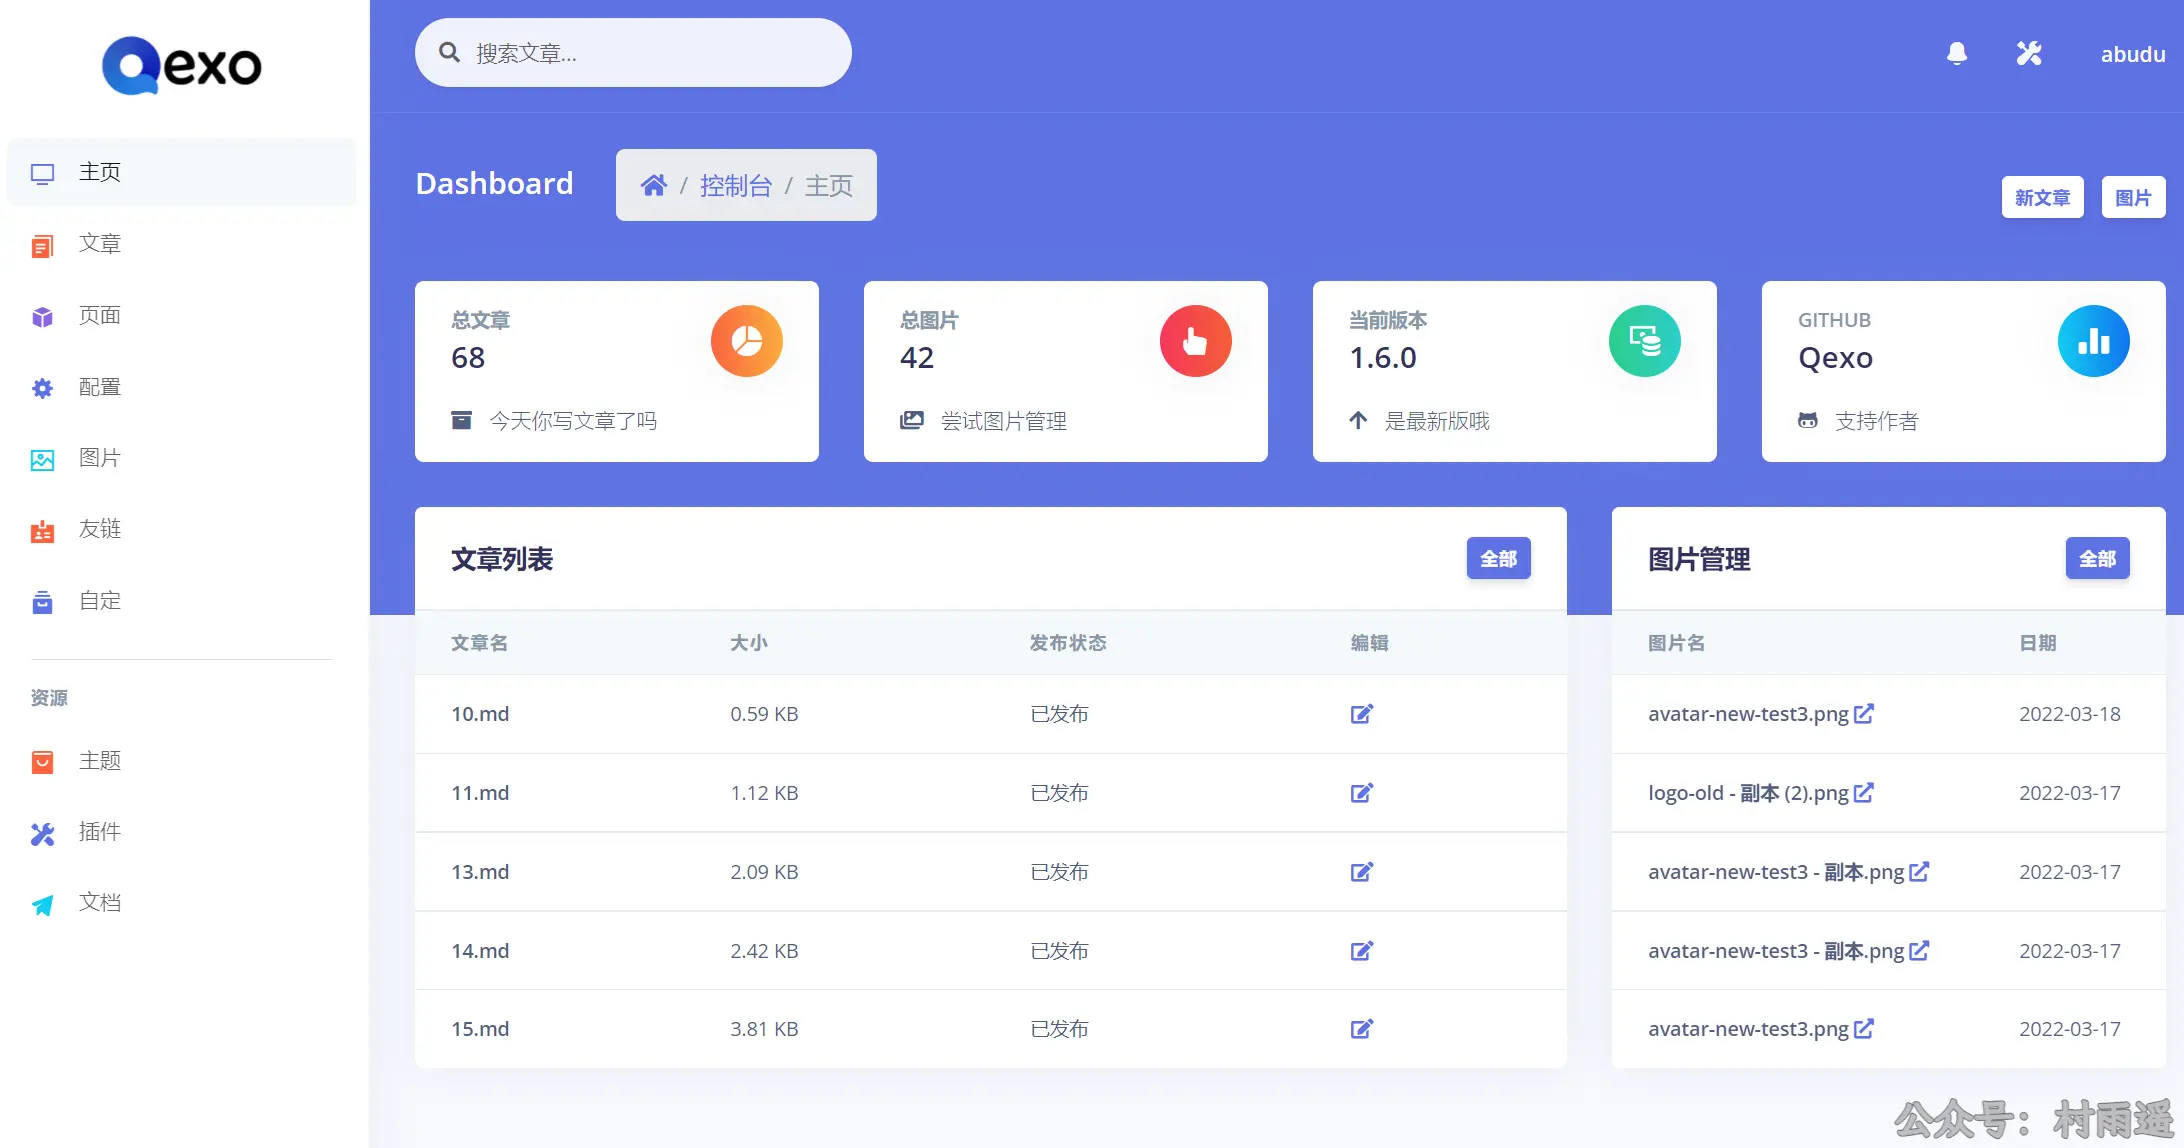 Qexo
搜索文章...
abudu
主页
文章
页面
配置
图片
友链
自定
资源
主题
插件
文档
Dashboard
/ 控制台 / 主页
新文章
图片
总文章
68
今天你写文章了吗
总图片
42
尝试图片管理
当前版本
1.6.0
是最新版哦
GITHUB
Qexo
支持作者
文章列表
全部
文章名 大小 发布状态 编辑
10.md 0.59 KB 已发布
11.md 1.12 KB 已发布
13.md 2.09 KB 已发布
14.md 2.42 KB 已发布
15.md 3.81 KB 已发布
图片管理
全部
图片名 日期
avatar-new-test3.png 2022-03-18
logo-old - 副本 (2).png 2022-03-17
avatar-new-test3 - 副本.png 2022-03-17
avatar-new-test3 - 副本.png 2022-03-17
avatar-new-test3.png 2022-03-17
公众号：村雨遥